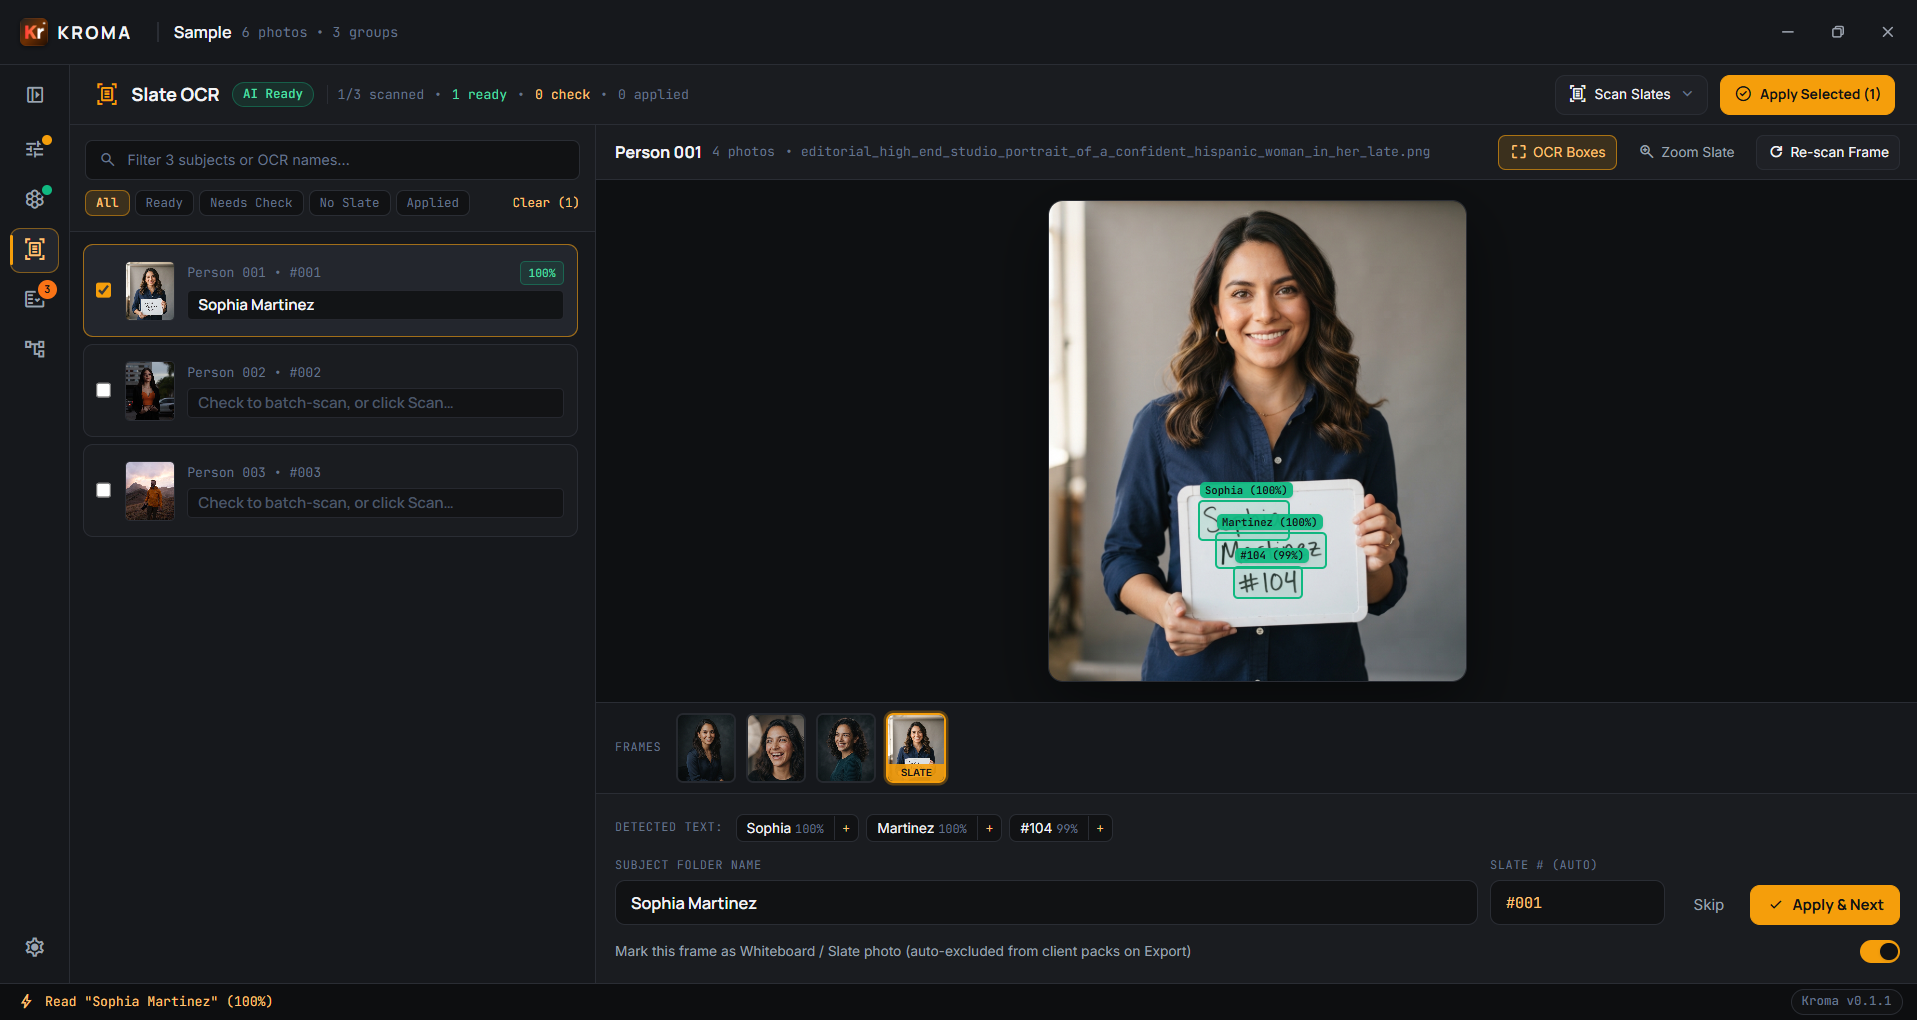 Kr KROMA Sample 6 photos • 3 groups
Slate OCR AI Ready 1/3 scanned • 1 ready • 0 check • 0 applied Scan Slates Apply Selected (1)
Filter 3 subjects or OCR names...
All Ready Needs Check No Slate Applied Clear (1)
Person 001 • #001 100%
Sophia Martinez
Person 002 • #002
Check to batch-scan, or click Scan...
Person 003 • #003
Check to batch-scan, or click Scan...
3
Person 001 4 photos • editorial_high_end_studio_portrait_of_a_confident_hispanic_woman_in_her_late.png OCR Boxes Zoom Slate Re-scan Frame
Sophia (100%)
Martinez (100%)
#104 (99%)
#104
FRAMES SLATE
DETECTED TEXT: Sophia 100% + Martinez 100% + #104 99% +
SUBJECT FOLDER NAME SLATE # (AUTO)
Sophia Martinez #001 Skip Apply & Next
Mark this frame as Whiteboard / Slate photo (auto-excluded from client packs on Export)
Read "Sophia Martinez" (100%) Kroma v0.1.1